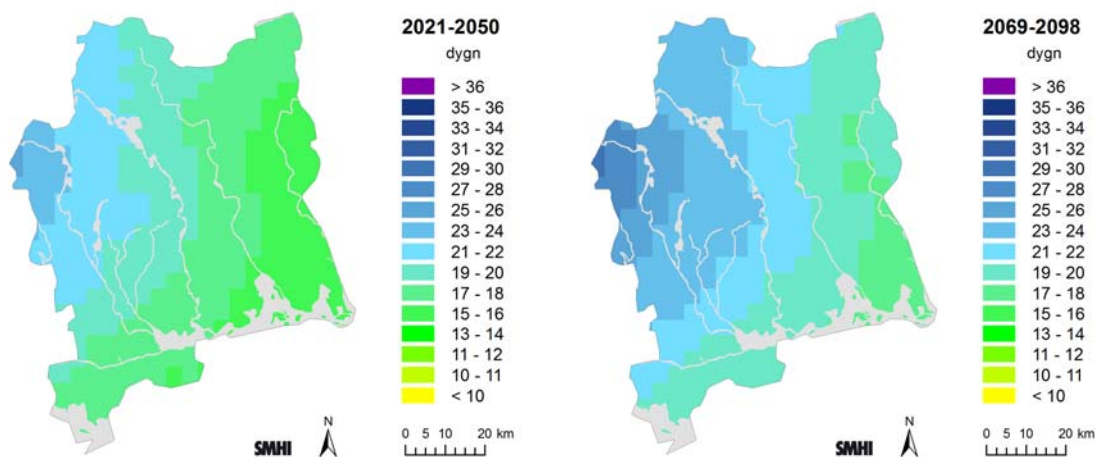 2021-2050
dygn
> 36
35 - 36
33 - 34
31 - 32
29 - 30
27 - 28
25 - 26
23 - 24
21 - 22
19 - 20
17 - 18
15 - 16
13 - 14
11 - 12
10 - 11
< 10
N
SMHI
0 5 10 20 km
2069-2098
dygn
> 36
35 - 36
33 - 34
31 - 32
29 - 30
27 - 28
25 - 26
23 - 24
21 - 22
19 - 20
17 - 18
15 - 16
13 - 14
11 - 12
10 - 11
< 10
N
SMHI
0 5 10 20 km